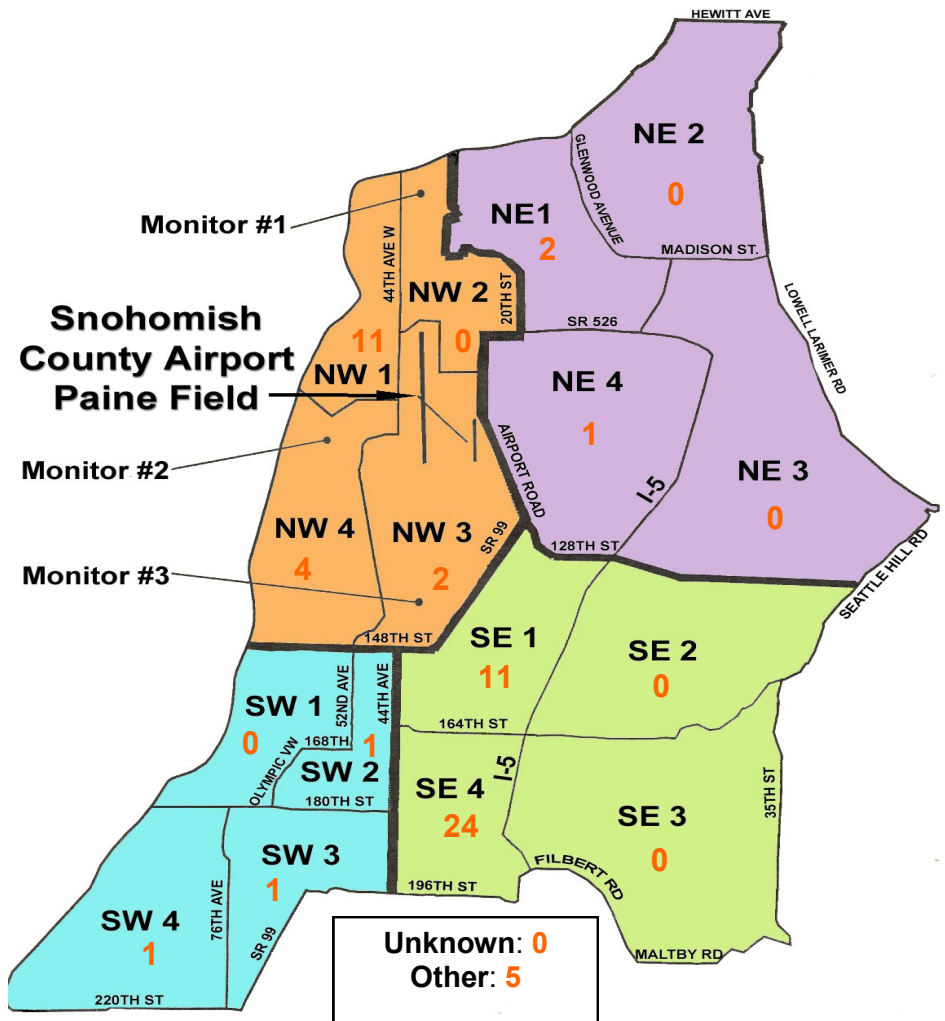 HEWITT AVE
NE 2
0
GLENWOOD AVENUE
MADISON ST.
NE1
2
Monitor #1
44TH AVE W
NW 2
0
20TH ST
SR 526
LOWELL LARIMER RD
Snohomish
County Airport
Paine Field
11
NW 1
NE 4
1
AIRPORT ROAD
I-5
NE 3
0
Monitor #2
NW 4
4
NW 3
2
SR 99
128TH ST
SEATTLE HILL RD
Monitor #3
148TH ST
SE 1
11
SE 2
0
SW 1
0
52ND AVE
44TH AVE
168TH
1
SW 2
OLYMPIC VW
180TH ST
164TH ST
I-5
SE 4
24
SE 3
0
35TH ST
SW 3
1
76TH AVE
SR 99
SW 4
1
220TH ST
196TH ST
FILBERT RD
MALTBY RD
Unknown: 0
Other: 5